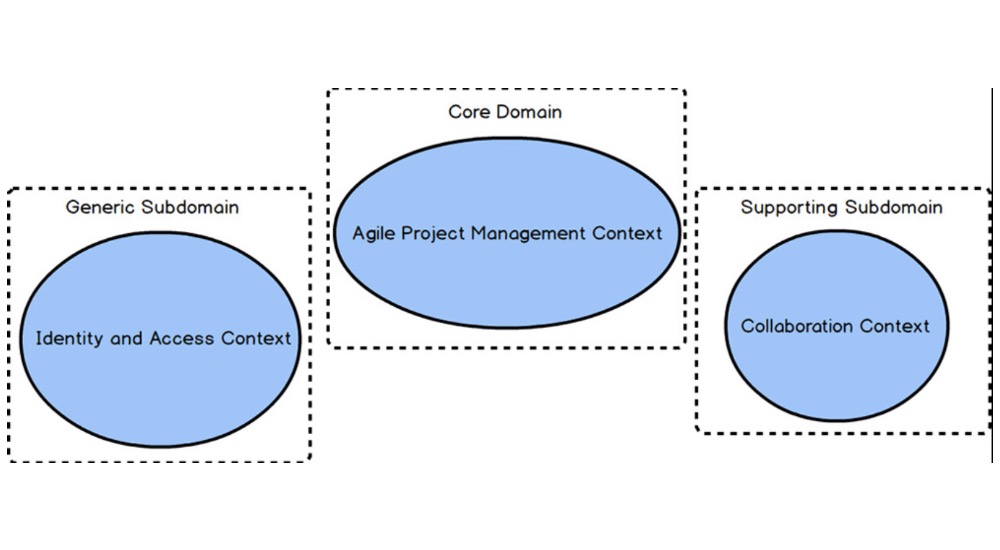 Core Domain
Agile Project Management Context
Generic Subdomain
Identity and Access Context
Supporting Subdomain
Collaboration Context